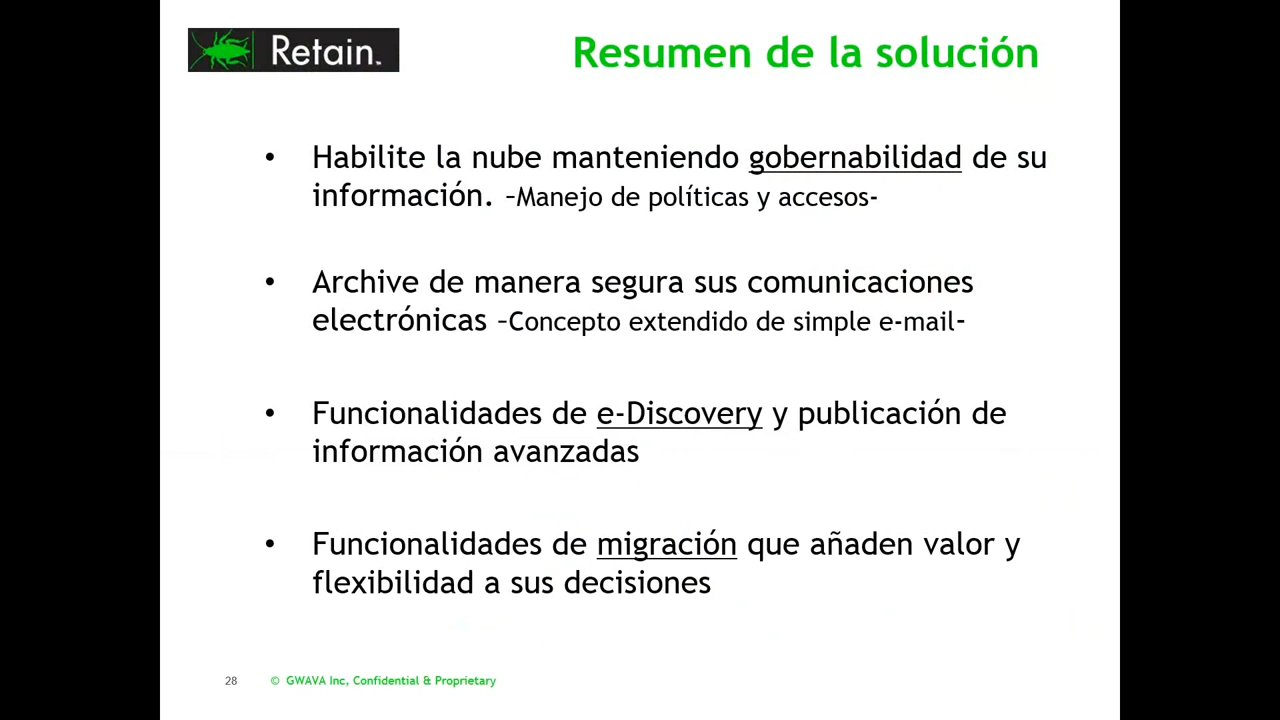 Retain™
Resumen de la solución
• Habilite la nube manteniendo gobernabilidad de su
información. –Manejo de políticas y accesos-
• Archive de manera segura sus comunicaciones
electrónicas –Concepto extendido de simple e-mail-
• Funcionalidades de e-Discovery y publicación de
información avanzadas
• Funcionalidades de migración que añaden valor y
flexibilidad a sus decisiones
28 © GWAVA Inc, Confidential & Proprietary